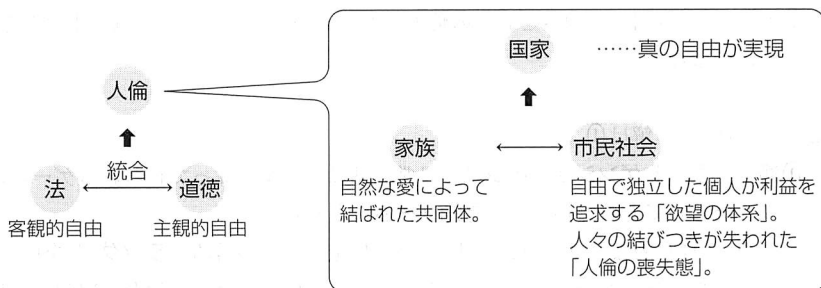 国家 ……真の自由が実現
人倫
家族
市民社会
統合
法
道徳
自然な愛によって
結ばれた共同体。
自由で独立した個人が利益を
追求する「欲望の体系」。
人々の結びつきが失われた
「人倫の喪失態」。
客観的自由
主観的自由